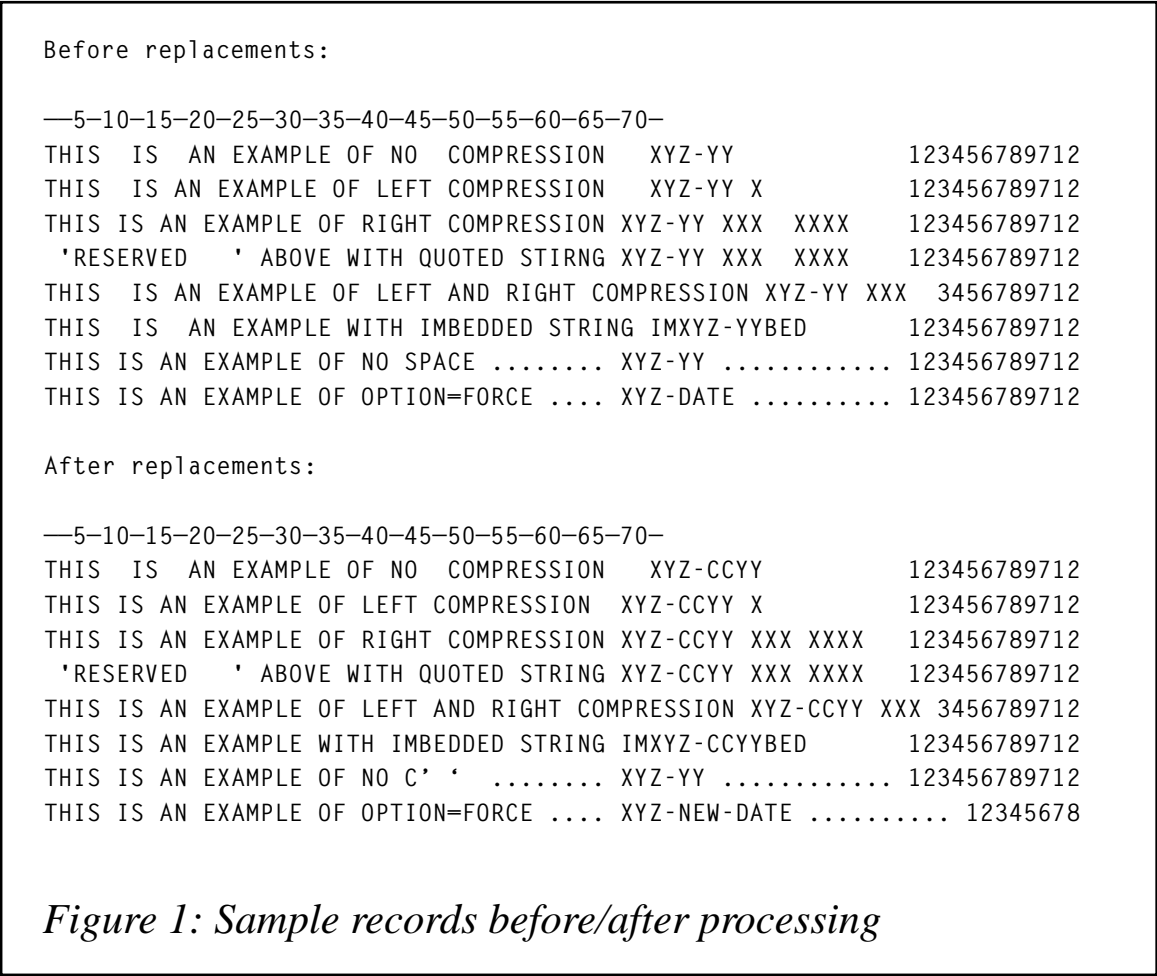 Before replacements:
——5—10—15—20—25—30—35—40—45—50—55—60—65—70—
THIS  IS  AN EXAMPLE OF NO  COMPRESSION   XYZ-YY            123456789712
THIS  IS AN EXAMPLE OF LEFT COMPRESSION   XYZ-YY X          123456789712
THIS IS AN EXAMPLE OF RIGHT COMPRESSION XYZ-YY XXX  XXXX    123456789712
 'RESERVED   ' ABOVE WITH QUOTED STIRNG XYZ-YY XXX  XXXX    123456789712
THIS  IS AN EXAMPLE OF LEFT AND RIGHT COMPRESSION XYZ-YY XXX  3456789712
THIS  IS  AN EXAMPLE WITH IMBEDDED STRING IMXYZ-YYBED       123456789712
THIS IS AN EXAMPLE OF NO SPACE ........ XYZ-YY ............ 123456789712
THIS IS AN EXAMPLE OF OPTION=FORCE .... XYZ-DATE .......... 123456789712
After replacements:
——5—10—15—20—25—30—35—40—45—50—55—60—65—70—
THIS  IS  AN EXAMPLE OF NO  COMPRESSION   XYZ-CCYY          123456789712
THIS IS AN EXAMPLE OF LEFT COMPRESSION  XYZ-CCYY X          123456789712
THIS IS AN EXAMPLE OF RIGHT COMPRESSION XYZ-CCYY XXX XXXX   123456789712
 'RESERVED   ' ABOVE WITH QUOTED STRING XYZ-CCYY XXX XXXX   123456789712
THIS IS AN EXAMPLE OF LEFT AND RIGHT COMPRESSION XYZ-CCYY XXX 3456789712
THIS IS AN EXAMPLE WITH IMBEDDED STRING IMXYZ-CCYYBED       123456789712
THIS IS AN EXAMPLE OF NO C’ ‘  ........ XYZ-YY ............ 123456789712
THIS IS AN EXAMPLE OF OPTION=FORCE .... XYZ-NEW-DATE .......... 12345678
Figure 1: Sample records before/after processing